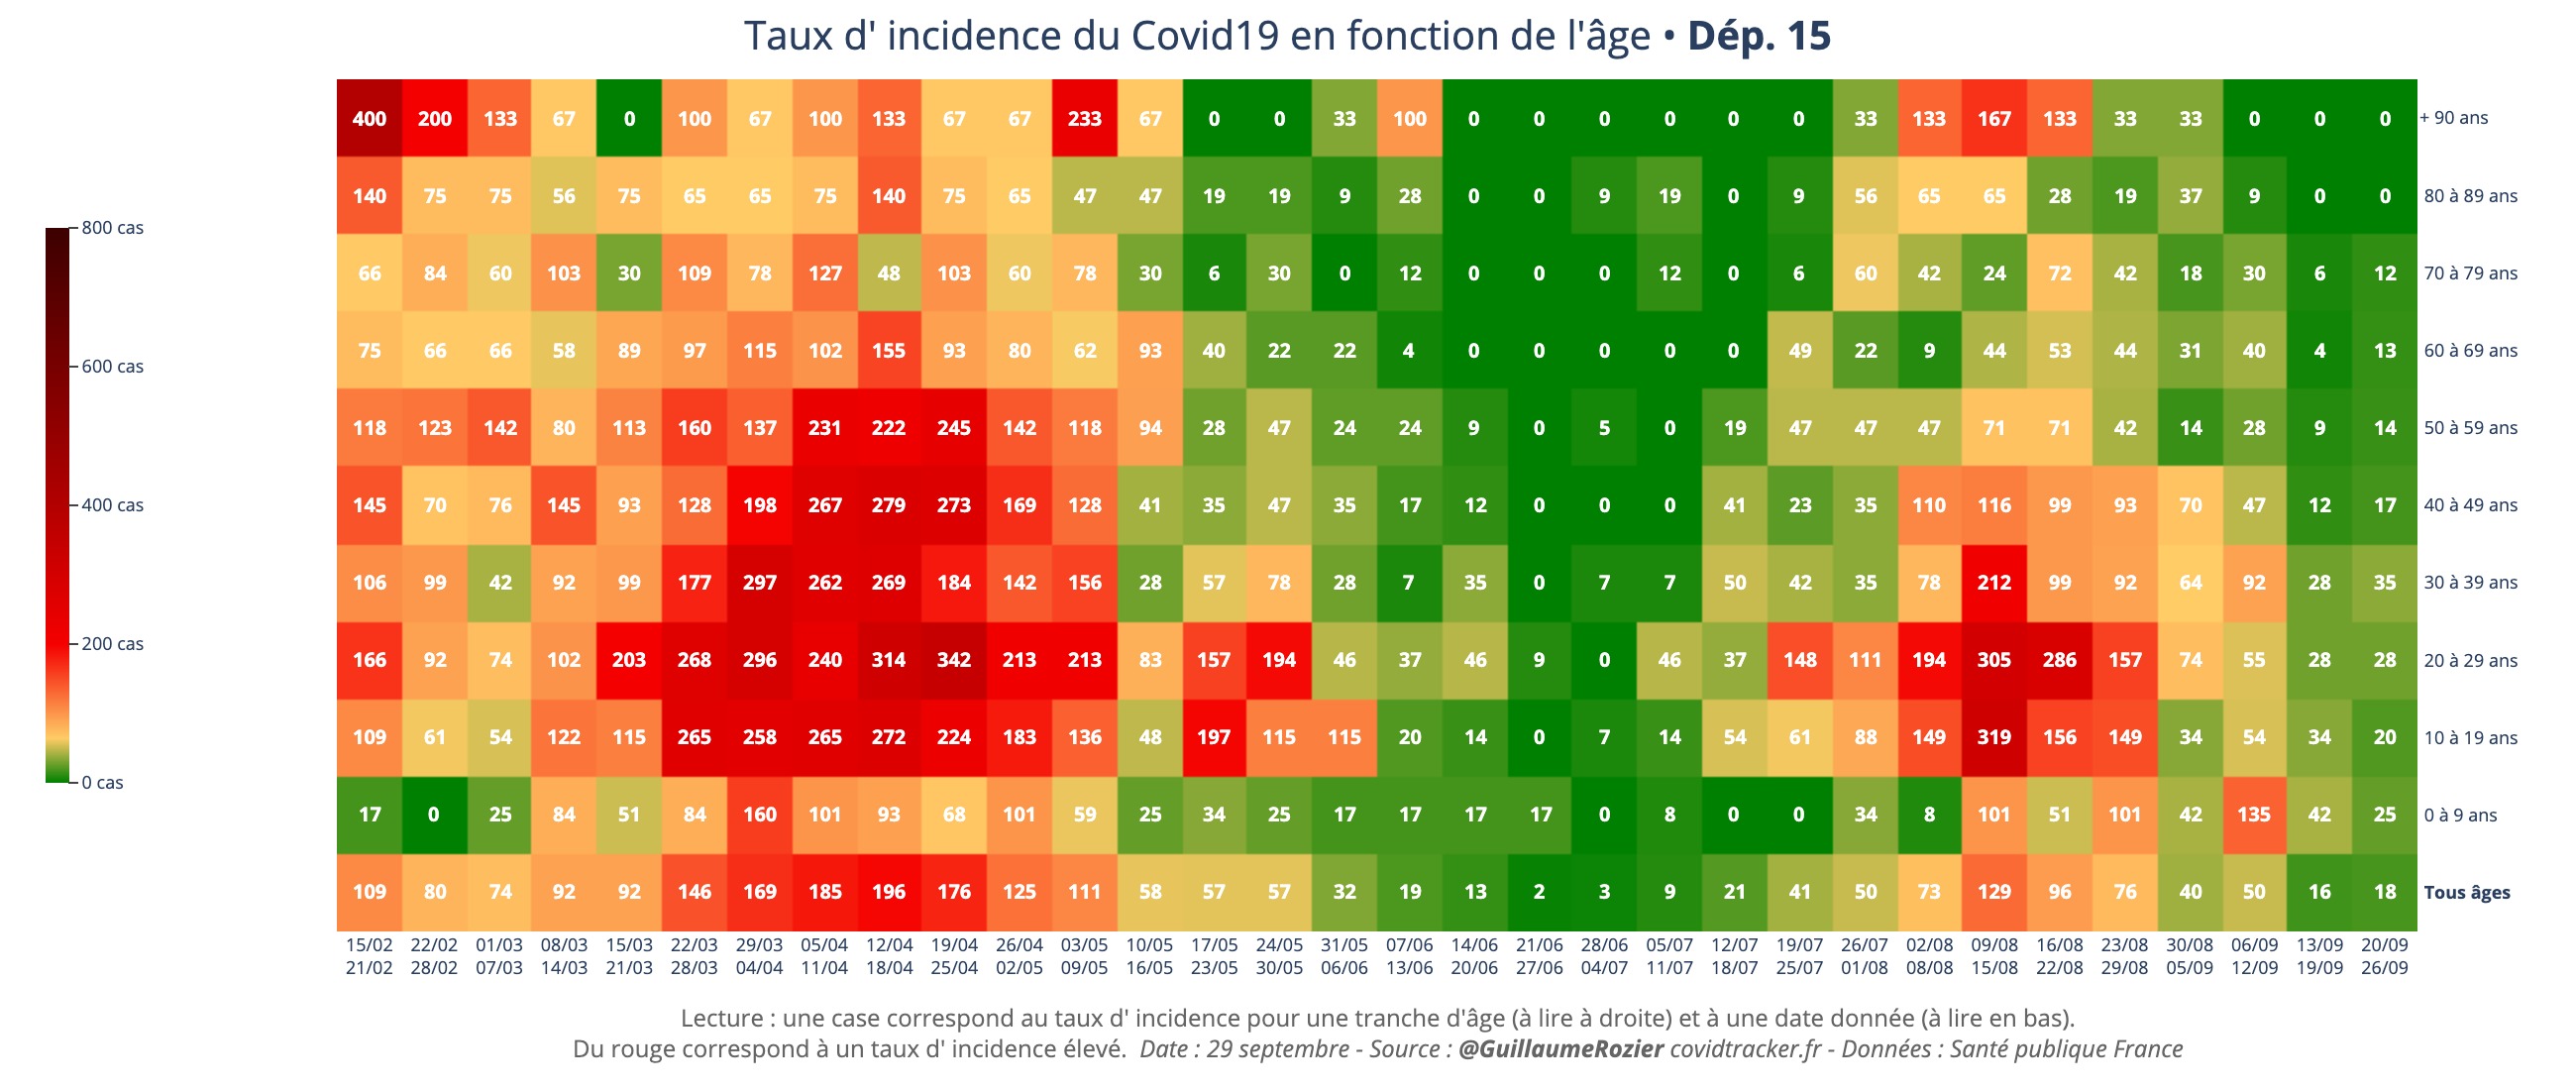 Taux d' incidence du Covid19 en fonction de l'âge • Dép. 15
800 cas
600 cas
400 cas
200 cas
0 cas
400 200 133 67 0 100 67 100 133 67 67 233 67 0 0 33 100 0 0 0 0 0 0 33 133 167 133 33 33 0 0 0 + 90 ans
140 75 75 56 75 65 65 75 140 75 65 47 47 19 19 9 28 0 0 9 19 0 9 56 65 65 28 19 37 9 0 0 80 à 89 ans
66 84 60 103 30 109 78 127 48 103 60 78 30 6 30 0 12 0 0 0 12 0 6 60 42 24 72 42 18 30 6 12 70 à 79 ans
75 66 66 58 89 97 115 102 155 93 80 62 93 40 22 22 4 0 0 0 0 0 49 22 9 44 53 44 31 40 4 13 60 à 69 ans
118 123 142 80 113 160 137 231 222 245 142 118 94 28 47 24 24 9 0 5 0 19 47 47 47 71 71 42 14 28 9 14 50 à 59 ans
145 70 76 145 93 128 198 267 279 273 169 128 41 35 47 35 17 12 0 0 0 41 23 35 110 116 99 93 70 47 12 17 40 à 49 ans
106 99 42 92 99 177 297 262 269 184 142 156 28 57 78 28 7 35 0 7 7 50 42 35 78 212 99 92 64 92 28 35 30 à 39 ans
166 92 74 102 203 268 296 240 314 342 213 213 83 157 194 46 37 46 9 0 46 37 148 111 194 305 286 157 74 55 28 28 20 à 29 ans
109 61 54 122 115 265 258 265 272 224 183 136 48 197 115 115 20 14 0 7 14 54 61 88 149 319 156 149 34 54 34 20 10 à 19 ans
17 0 25 84 51 84 160 101 93 68 101 59 25 34 25 17 17 17 17 0 8 0 0 34 8 101 51 101 42 135 42 25 0 à 9 ans
109 80 74 92 92 146 169 185 196 176 125 111 58 57 57 32 19 13 2 3 9 21 41 50 73 129 96 76 40 50 16 18 Tous âges
15/02 22/02 01/03 08/03 15/03 22/03 29/03 05/04 12/04 19/04 26/04 03/05 10/05 17/05 24/05 31/05 07/06 14/06 21/06 28/06 05/07 12/07 19/07 26/07 02/08 09/08 16/08 23/08 30/08 06/09 13/09 20/09
21/02 28/02 07/03 14/03 21/03 28/03 04/04 11/04 18/04 25/04 02/05 09/05 16/05 23/05 30/05 06/06 13/06 20/06 27/06 04/07 11/07 18/07 25/07 01/08 08/08 15/08 22/08 29/08 05/09 12/09 19/09 26/09
Lecture : une case correspond au taux d' incidence pour une tranche d'âge (à lire à droite) et à une date donnée (à lire en bas).
Du rouge correspond à un taux d' incidence élevé. Date : 29 septembre - Source : @GuillaumeRozier covidtracker.fr - Données : Santé publique France